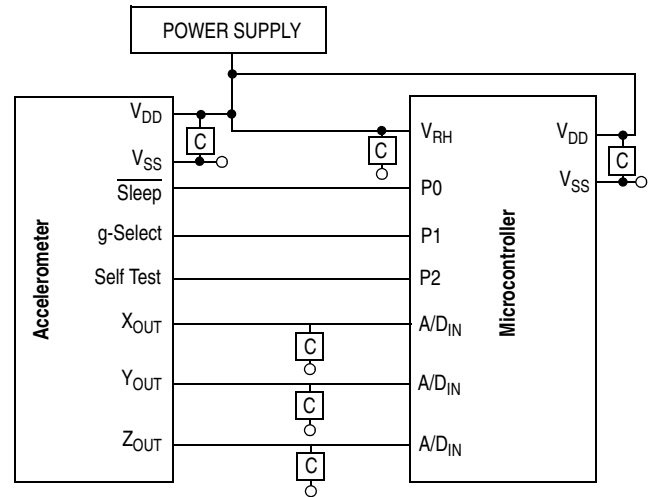 POWER SUPPLY
Accelerometer
V_DD
C
V_SS
Sleep
g-Select
Self Test
X_OUT
Y_OUT
Z_OUT
C
C
C
C
Microcontroller
V_RH
P0
P1
P2
A/D_IN
A/D_IN
A/D_IN
V_DD
C
V_SS